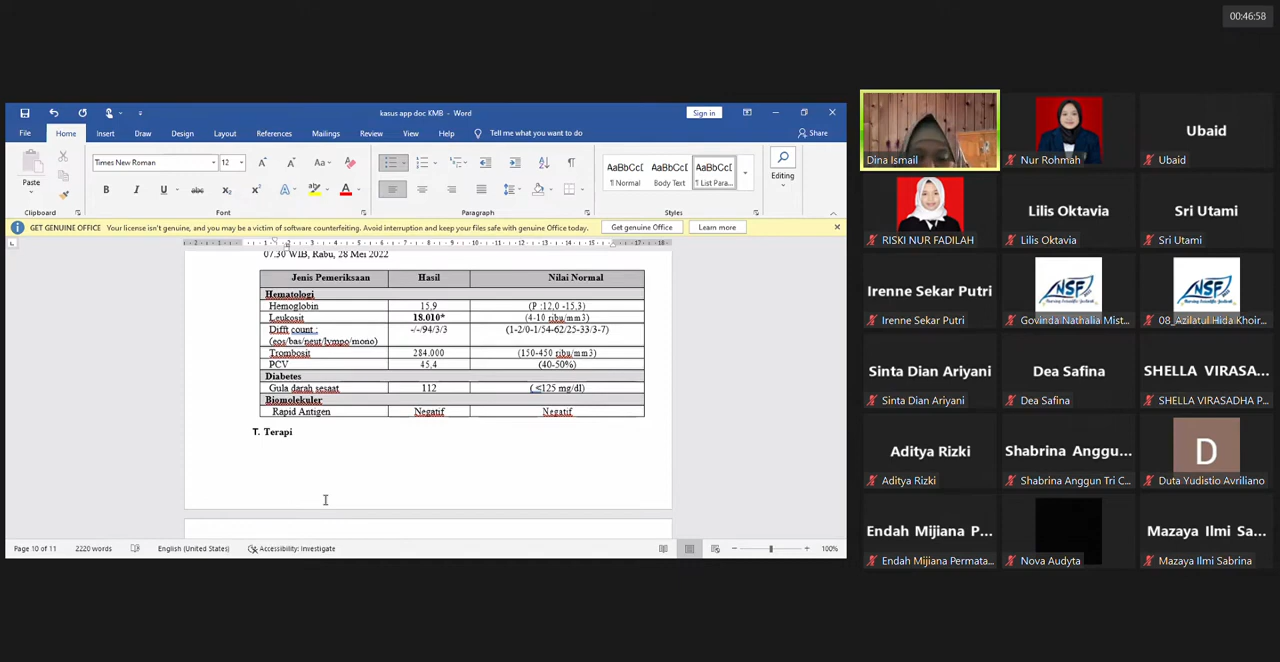 00:46:58
kasus app doc KMB - Word
Sign in
File Home Insert Draw Design Layout References Mailings Review View Help Tell me what you want to do Share
Paste
Times New Roman 12
Aa
B I U abc X₂ X² A A
AaBbCc[ AaBbCc[ AaBbCc[
¶ Normal Body Text ¶ List Para...
Editing
Clipboard Font Paragraph Styles
GET GENUINE OFFICE Your license isn't genuine, and you may be a victim of software counterfeiting. Avoid interruption and keep your files safe with genuine Office today. Get genuine Office Learn more
07.30 WIB, Rabu, 28 Mei 2022
Jenis Pemeriksaan Hasil Nilai Normal
Hematologi
Hemoglobin 15,9 (P :12,0 -15,3)
Leukosit 18.010* (4-10 ribu/mm3)
Difft count : -/-/94/3/3 (1-2/0-1/54-62/25-33/3-7)
(eos/bas/neut/lympo/mono)
Trombosit 284.000 (150-450 ribu/mm3)
PCV 45,4 (40-50%)
Diabetes
Gula darah sesaat 112 ( ≤125 mg/dl)
Biomolekuler
Rapid Antigen Negatif Negatif
T. Terapi
Page 10 of 11 2220 words English (United States) Accessibility: Investigate 100%
Dina Ismail
Nur Rohmah
Ubaid
Ubaid
RISKI NUR FADILAH
Lilis Oktavia
Lilis Oktavia
Sri Utami
Sri Utami
Irenne Sekar Putri
Irenne Sekar Putri
NSF
Govinda Nathalia Mist...
NSF
08_Azilatul Hida Khoir...
Sinta Dian Ariyani
Sinta Dian Ariyani
Dea Safina
Dea Safina
SHELLA VIRASA...
SHELLA VIRASADHA P...
Aditya Rizki
Aditya Rizki
Shabrina Anggu...
Shabrina Anggun Tri C...
D
Duta Yudistio Avriliano
Endah Mijiana P...
Endah Mijiana Permata...
Nova Audyta
Mazaya Ilmi Sa...
Mazaya Ilmi Sabrina